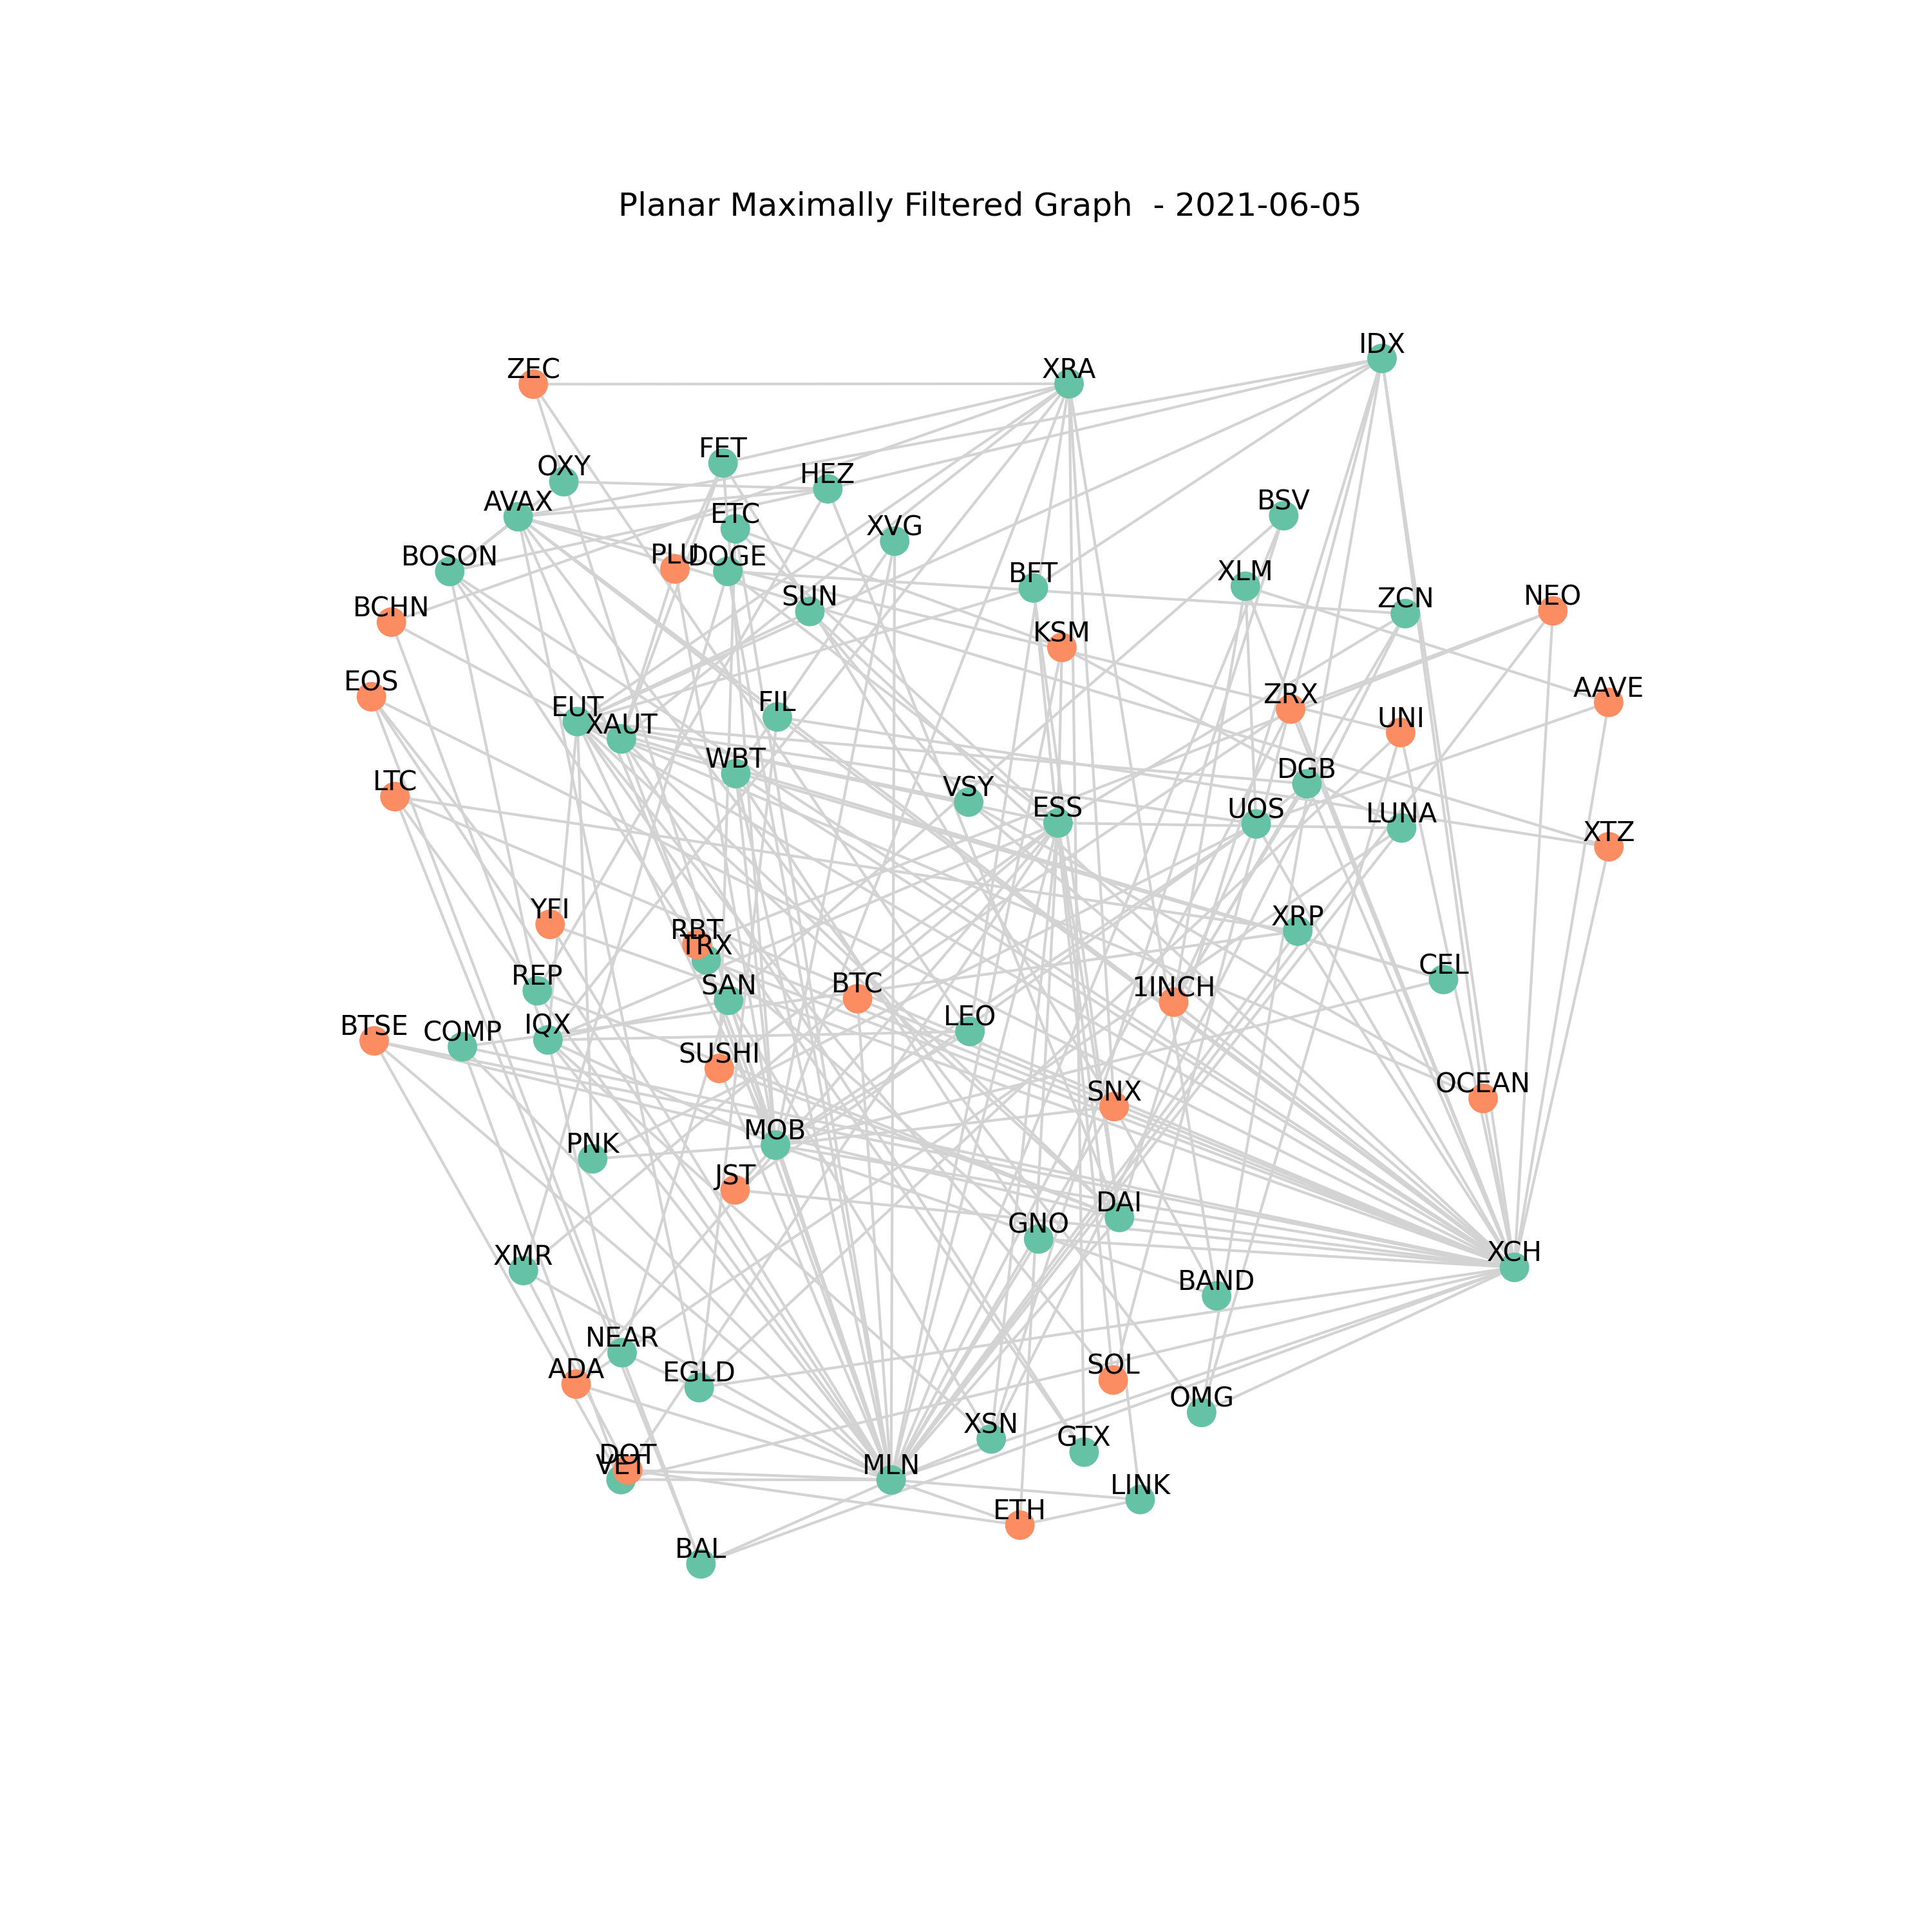 Planar Maximally Filtered Graph  - 2021-06-05
IDX
ZEC
XRA
FET
OXY
HEZ
AVAX
BSV
ETC
XVG
BOSON
PLU
DOGE
BFT
XLM
SUN
ZCN
NEO
BCHN
KSM
EOS
EUT
XAUT
FIL
ZRX
UNI
AAVE
WBT
LTC
VSY
DGB
ESS
UOS
LUNA
XTZ
YFI
RBT
TRX
XRP
CEL
REP
SAN
BTC
1INCH
BTSE
COMP
IQX
LEO
SUSHI
SNX
OCEAN
PNK
MOB
JST
DAI
GNO
XMR
XCH
BAND
NEAR
ADA
EGLD
SOL
OMG
XSN
GTX
DOT
VET
MLN
LINK
ETH
BAL